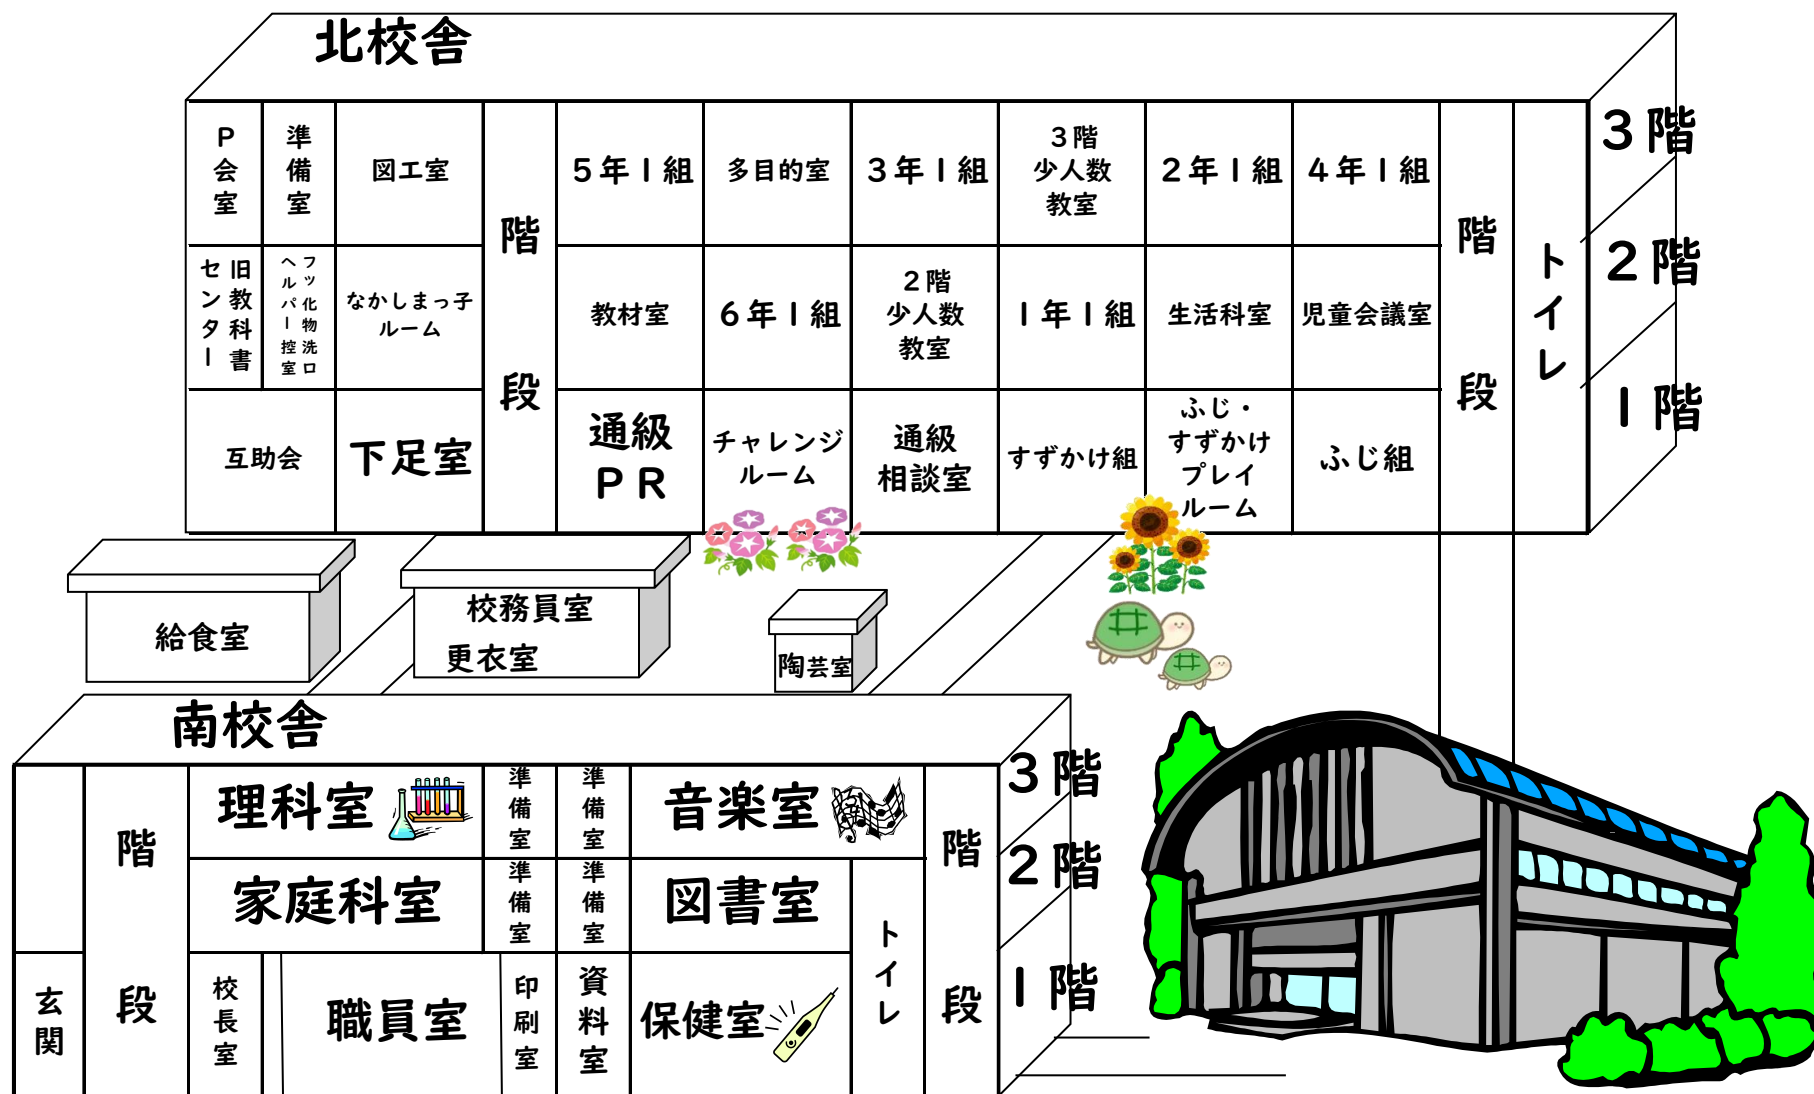 北校舎
P会室
準備室
図工室
階段
5年1組
多目的室
3年1組
3階
少人数
教室
2年1組
4年1組
階段
トイレ
3階
旧教科書
センター
フッ化物洗口
ヘルパー控室
なかしまっ子
ルーム
教材室
6年1組
2階
少人数
教室
1年1組
生活科室
児童会議室
2階
互助会
下足室
通級
PR
チャレンジ
ルーム
通級
相談室
すずかけ組
ふじ・
すずかけ
プレイ
ルーム
ふじ組
1階
給食室
校務員室
更衣室
陶芸室
南校舎
階段
理科室
準備室
準備室
音楽室
階段
3階
家庭科室
準備室
準備室
図書室
トイレ
2階
玄関
校長室
職員室
印刷室
資料室
保健室
1階